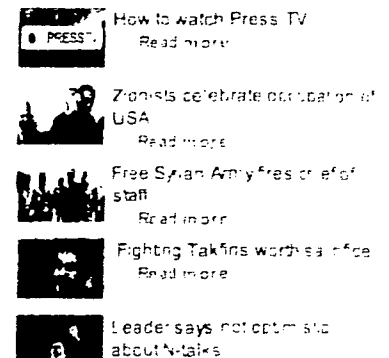 PRESSTV
How to watch Press TV
Read more
Zionists celebrate occupation of
USA
Read more
Free Syrian Army fires chief of
staff
Read more
Fighting Takfiris worth sacrifice
Read more
Leader says not optimistic
about N-talks